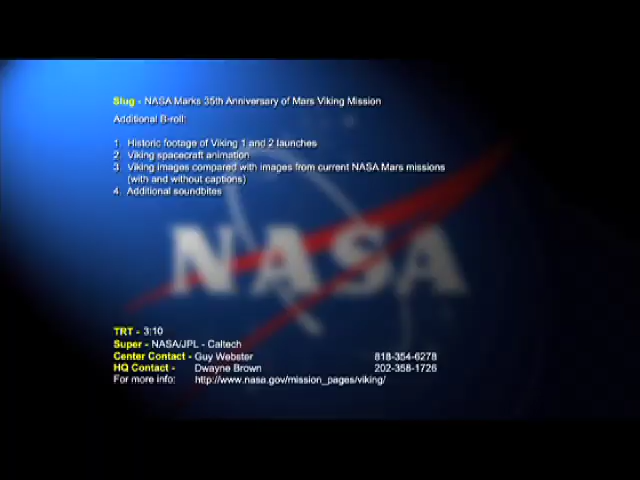 Slug - NASA Marks 35th Anniversary of Mars Viking Mission
Additional B-roll:
1. Historic footage of Viking 1 and 2 launches
2. Viking spacecraft animation
3. Viking images compared with images from current NASA Mars missions
(with and without captions)
4. Additional soundbites
NASA
TRT - 3:10
Super - NASA/JPL - Caltech
Center Contact - Guy Webster 818-354-6278
HQ Contact - Dwayne Brown 202-358-1726
For more info: http://www.nasa.gov/mission_pages/viking/